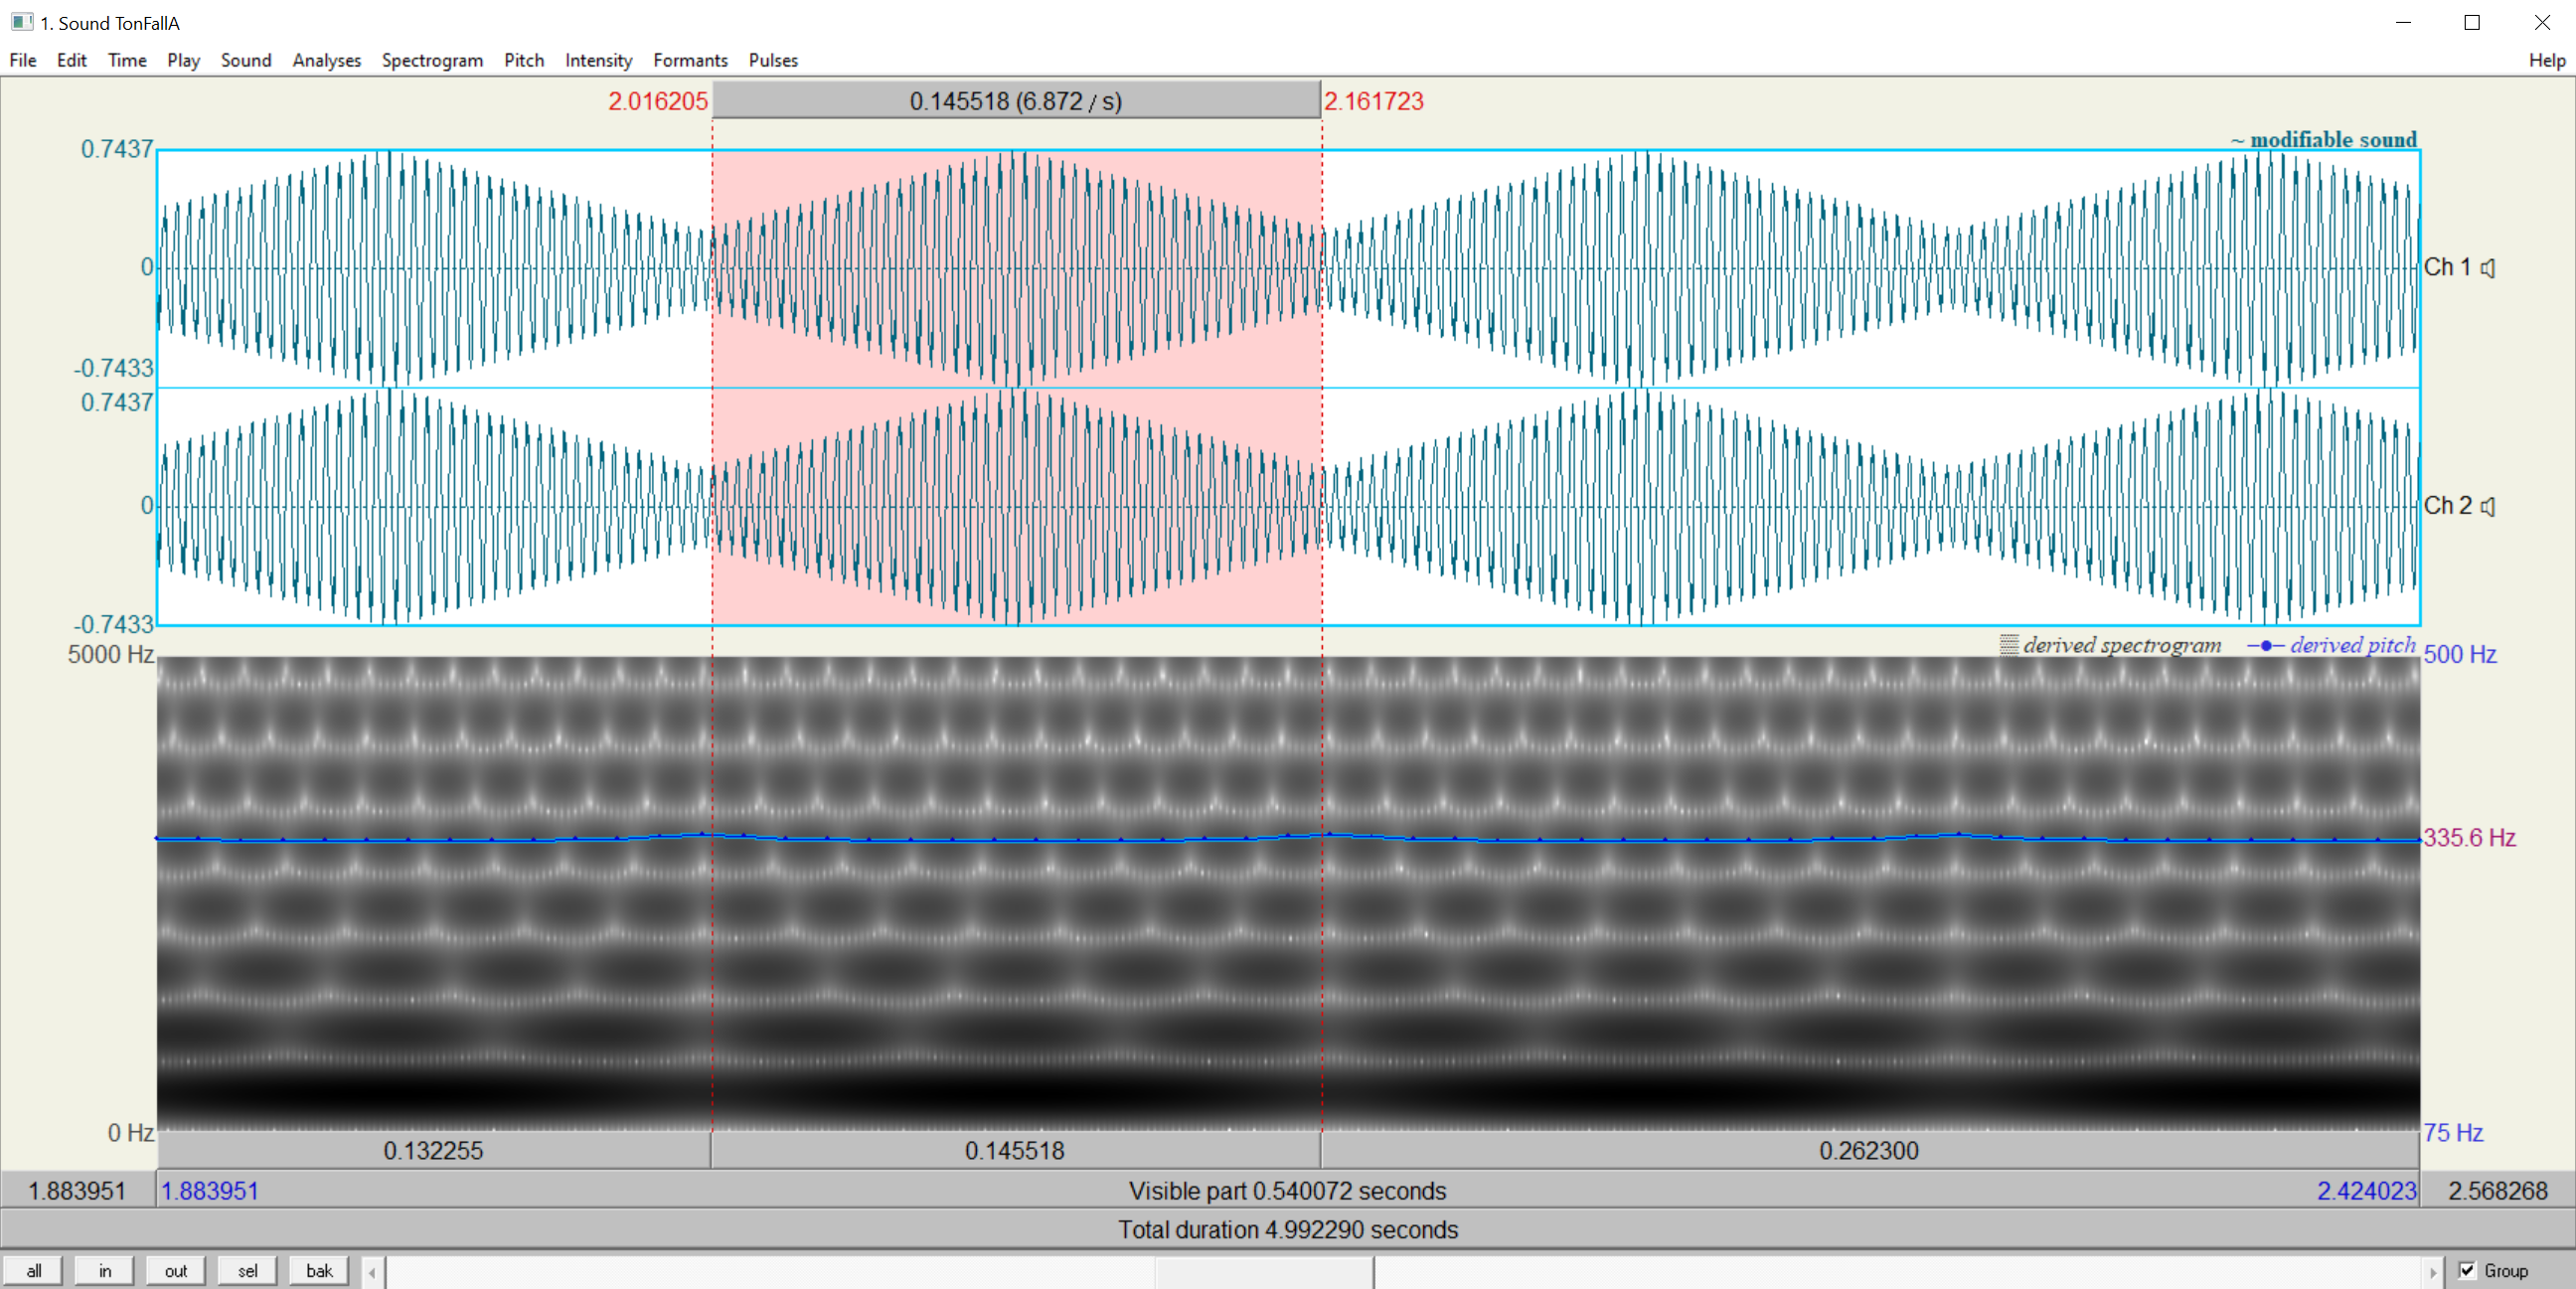 1. Sound TonFallA
File Edit Time Play Sound Analyses Spectrogram Pitch Intensity Formants Pulses Help
2.016205 0.145518 (6.872 / s) 2.161723
~ modifiable sound
0.7437
0 Ch 1
-0.7433
0.7437
0 Ch 2
-0.7433
derived spectrogram derived pitch
5000 Hz 500 Hz
335.6 Hz
0 Hz 75 Hz
0.132255 0.145518 0.262300
1.883951 1.883951 Visible part 0.540072 seconds 2.424023 2.568268
Total duration 4.992290 seconds
all in out sel bak Group